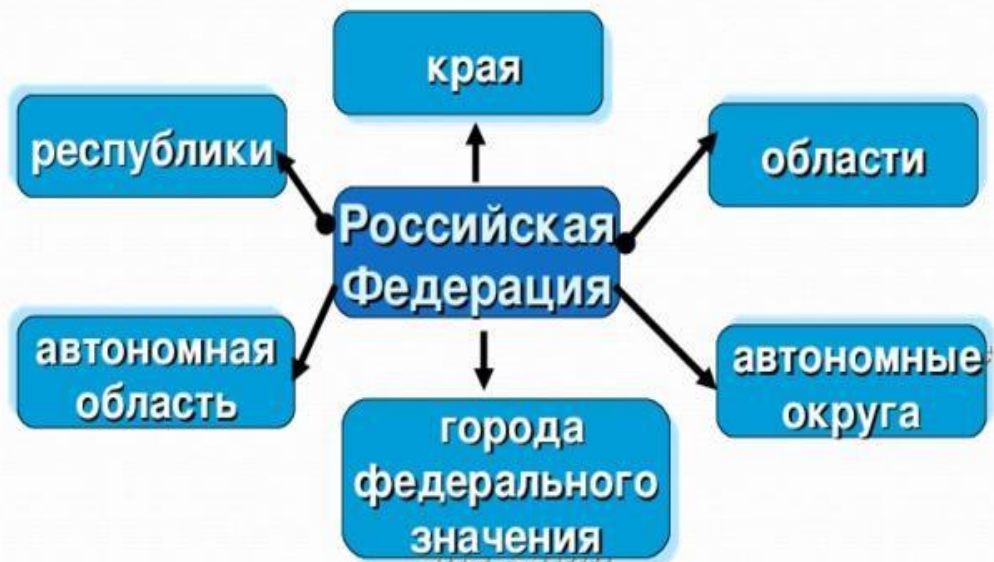 края
республики
области
Российская
Федерация
автономная
область
автономные
округа
города
федерального
значения